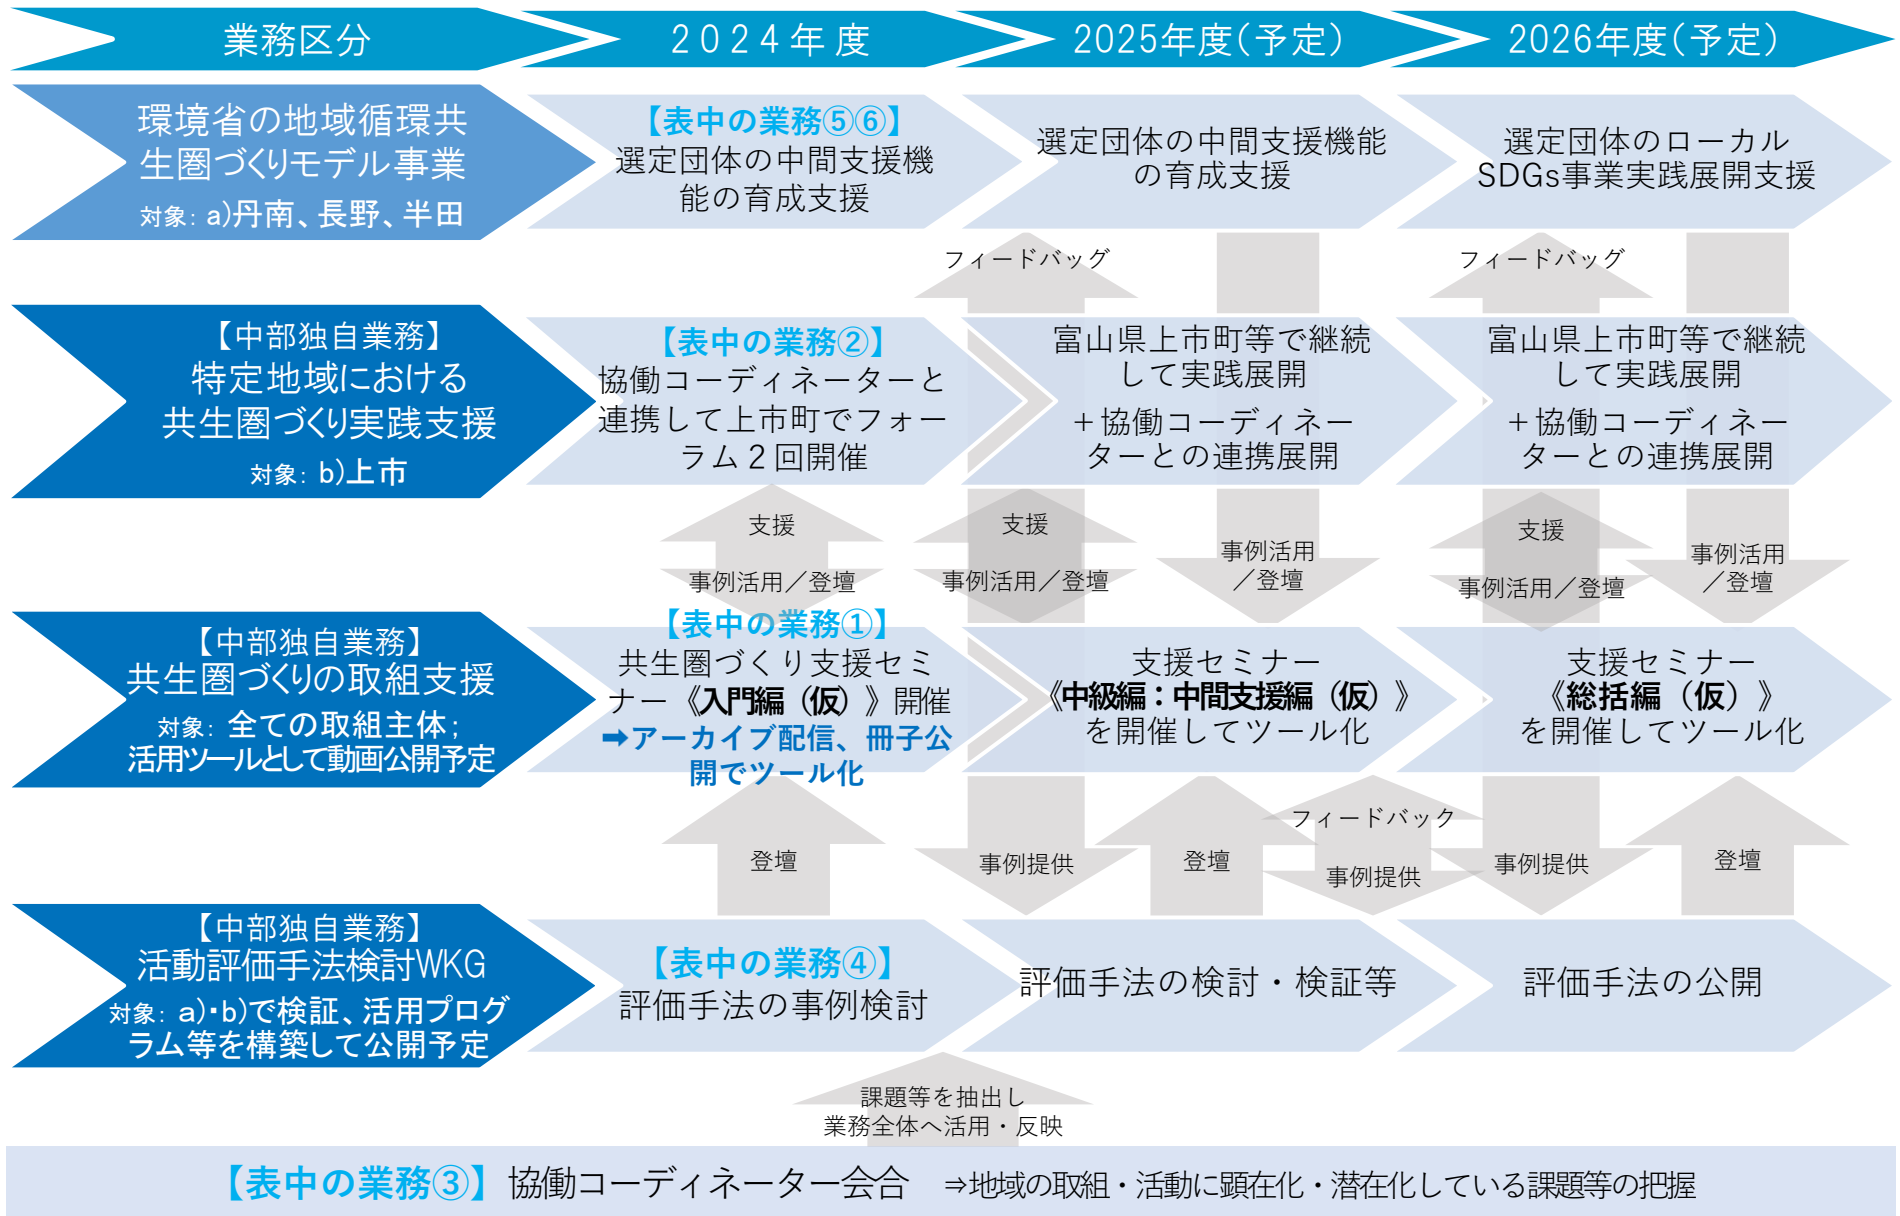 業務区分
2024年度
2025年度(予定)
2026年度(予定)
環境省の地域循環共
生圏づくりモデル事業
対象: a)丹南、長野、半田
【表中の業務⑤⑥】
選定団体の中間支援機
能の育成支援
選定団体の中間支援機能
の育成支援
選定団体のローカル
SDGs事業実践展開支援
フィードバッグ
フィードバッグ
【中部独自業務】
特定地域における
共生圏づくり実践支援
対象: b)上市
【表中の業務②】
協働コーディネーターと
連携して上市町でフォー
ラム２回開催
富山県上市町等で継続
して実践展開
＋協働コーディネー
ターとの連携展開
富山県上市町等で継続
して実践展開
＋協働コーディネー
ターとの連携展開
支援
事例活用／登壇
支援
事例活用／登壇
事例活用
／登壇
支援
事例活用／登壇
事例活用
／登壇
【中部独自業務】
共生圏づくりの取組支援
対象: 全ての取組主体;
活用ツールとして動画公開予定
【表中の業務①】
共生圏づくり支援セミ
ナー《入門編（仮）》開催
➡アーカイブ配信、冊子公
開でツール化
支援セミナー
《中級編：中間支援編（仮）》
を開催してツール化
支援セミナー
《総括編（仮）》
を開催してツール化
登壇
事例提供
登壇
フィードバック
事例提供
事例提供
登壇
【中部独自業務】
活動評価手法検討WKG
対象: a)・b)で検証、活用プログ
ラム等を構築して公開予定
【表中の業務④】
評価手法の事例検討
評価手法の検討・検証等
評価手法の公開
課題等を抽出し
業務全体へ活用・反映
【表中の業務③】協働コーディネーター会合　⇒地域の取組・活動に顕在化・潜在化している課題等の把握